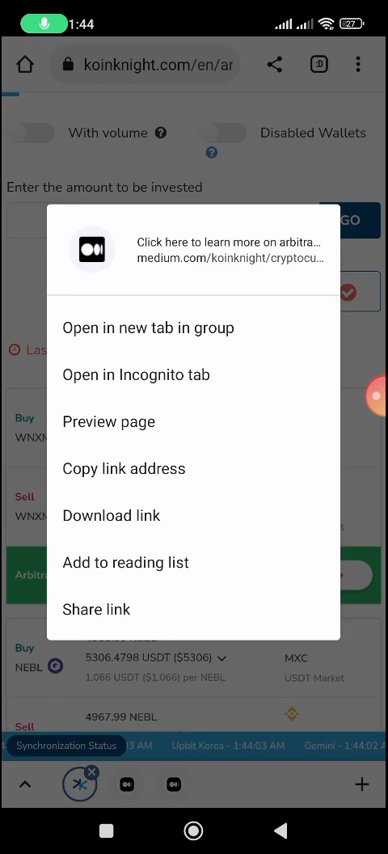 1:44
27
koinknight.com/en/ar
:D
With volume ?
Disabled Wallets
?
Enter the amount to be invested
GO
Click here to learn more on arbitra...
medium.com/koinknight/cryptocu...
Las
Open in new tab in group
Open in Incognito tab
Preview page
Copy link address
Download link
Add to reading list
Share link
Buy
WNXM
Sell
WNXM
Arbitra
Buy
NEBL
5306.4798 USDT ($5306)
MXC
1.066 USDT ($1.066) per NEBL
USDT Market
Sell
4967.99 NEBL
Synchronization Status
3 AM
Upbit Korea - 1:44:03 AM
Gemini - 1:44:02 A